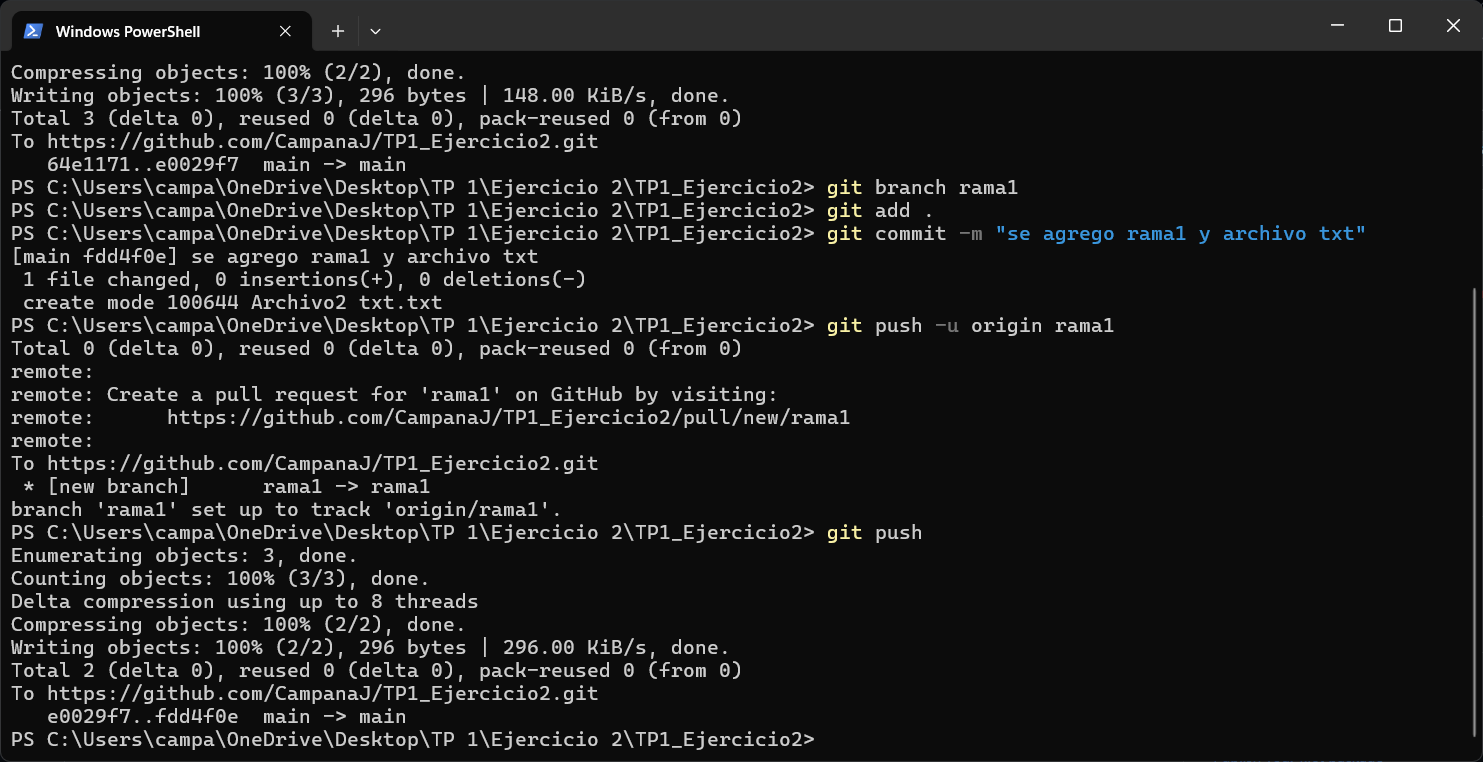 Windows PowerShell
Compressing objects: 100% (2/2), done.
Writing objects: 100% (3/3), 296 bytes | 148.00 KiB/s, done.
Total 3 (delta 0), reused 0 (delta 0), pack-reused 0 (from 0)
To https://github.com/CampanaJ/TP1_Ejercicio2.git
   64e1171..e0029f7  main -> main
PS C:\Users\campa\OneDrive\Desktop\TP 1\Ejercicio 2\TP1_Ejercicio2> git branch rama1
PS C:\Users\campa\OneDrive\Desktop\TP 1\Ejercicio 2\TP1_Ejercicio2> git add .
PS C:\Users\campa\OneDrive\Desktop\TP 1\Ejercicio 2\TP1_Ejercicio2> git commit -m "se agrego rama1 y archivo txt"
[main fdd4f0e] se agrego rama1 y archivo txt
 1 file changed, 0 insertions(+), 0 deletions(-)
 create mode 100644 Archivo2 txt.txt
PS C:\Users\campa\OneDrive\Desktop\TP 1\Ejercicio 2\TP1_Ejercicio2> git push -u origin rama1
Total 0 (delta 0), reused 0 (delta 0), pack-reused 0 (from 0)
remote:
remote: Create a pull request for 'rama1' on GitHub by visiting:
remote:      https://github.com/CampanaJ/TP1_Ejercicio2/pull/new/rama1
remote:
To https://github.com/CampanaJ/TP1_Ejercicio2.git
 * [new branch]      rama1 -> rama1
branch 'rama1' set up to track 'origin/rama1'.
PS C:\Users\campa\OneDrive\Desktop\TP 1\Ejercicio 2\TP1_Ejercicio2> git push
Enumerating objects: 3, done.
Counting objects: 100% (3/3), done.
Delta compression using up to 8 threads
Compressing objects: 100% (2/2), done.
Writing objects: 100% (2/2), 296 bytes | 296.00 KiB/s, done.
Total 2 (delta 0), reused 0 (delta 0), pack-reused 0 (from 0)
To https://github.com/CampanaJ/TP1_Ejercicio2.git
   e0029f7..fdd4f0e  main -> main
PS C:\Users\campa\OneDrive\Desktop\TP 1\Ejercicio 2\TP1_Ejercicio2>